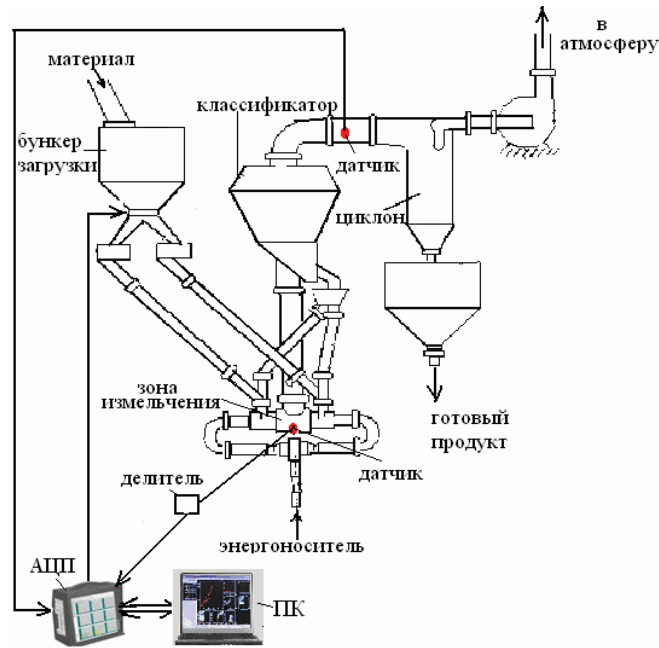 в
атмосферу
материал
классификатор
бункер
загрузки
датчик
циклон
зона
измельчения
готовый
продукт
датчик
делитель
энергоноситель
АЦП
ПК